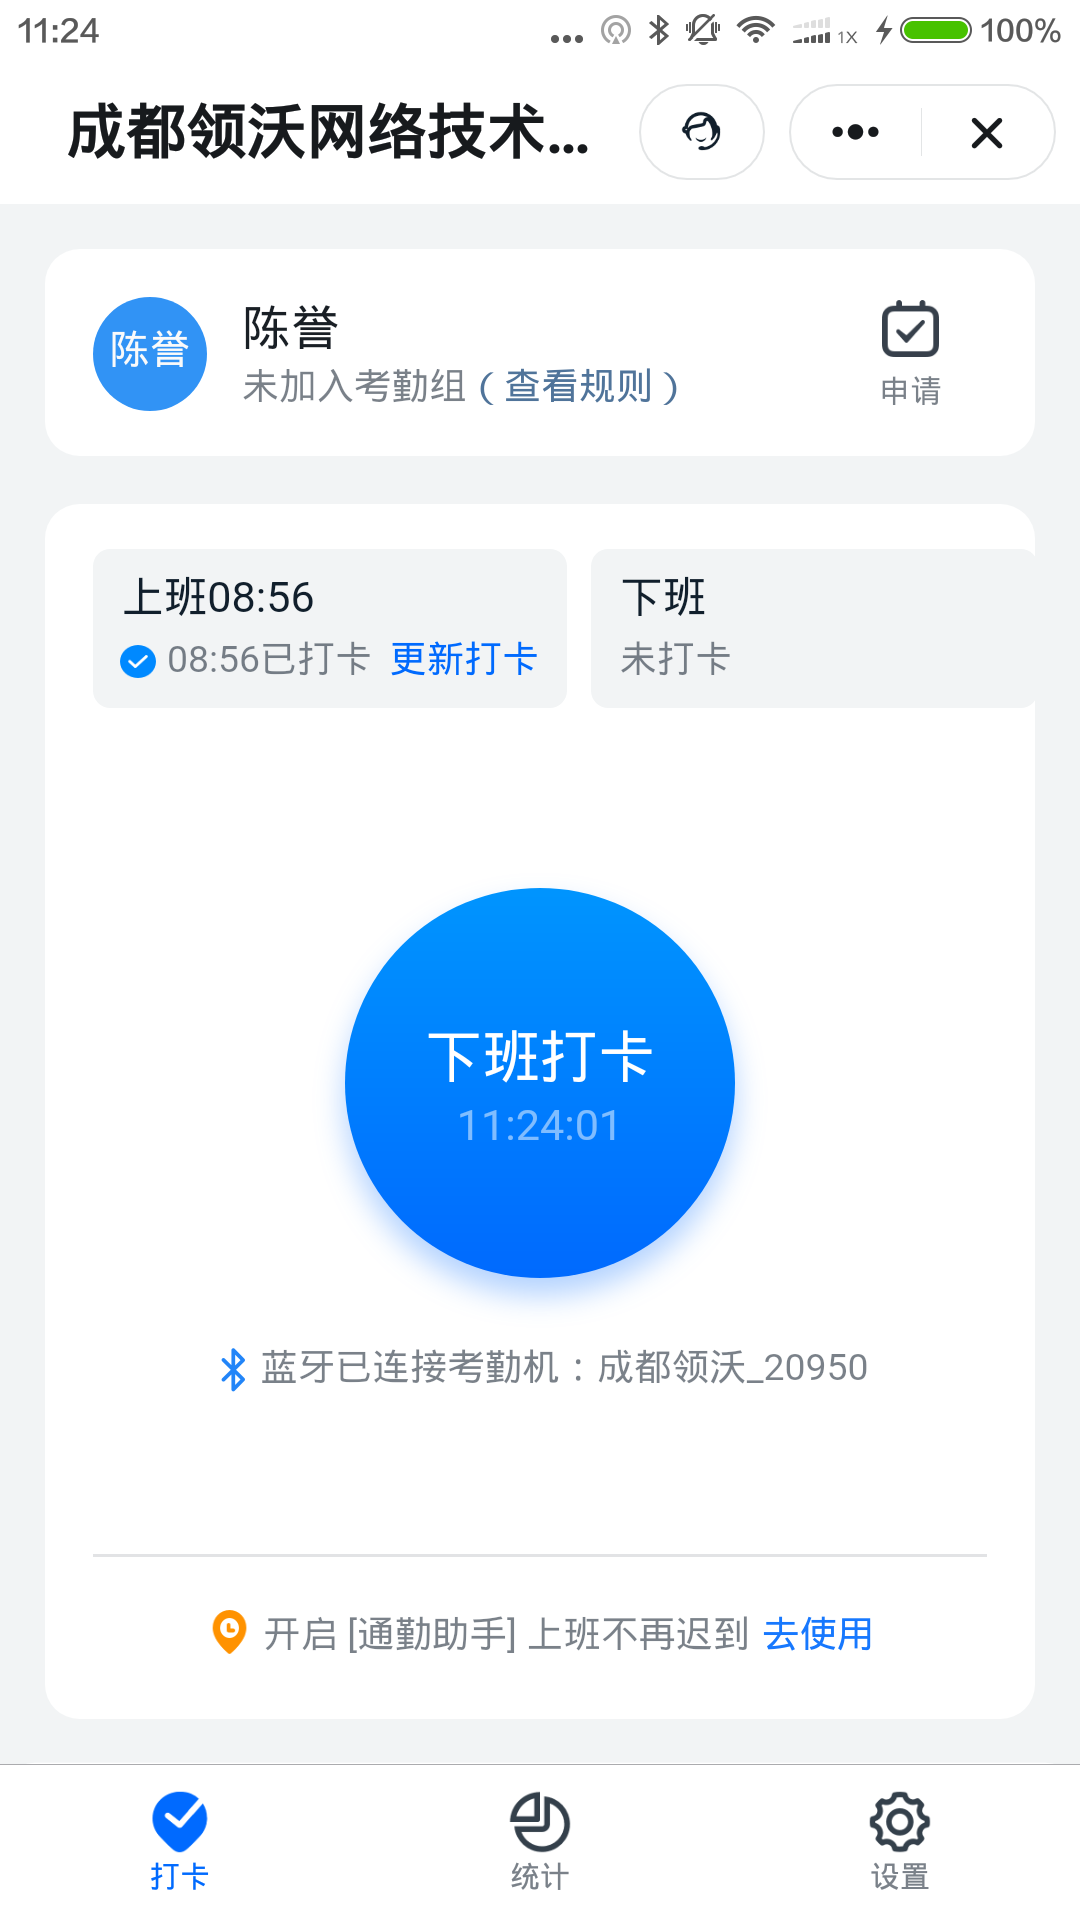 11:24
1X
100%
成都领沃网络技术...
陈誉
陈誉
未加入考勤组（查看规则）
申请
上班08:56
08:56已打卡 更新打卡
下班
未打卡
下班打卡
11:24:01
蓝牙已连接考勤机：成都领沃_20950
开启 [通勤助手] 上班不再迟到 去使用
打卡
统计
设置